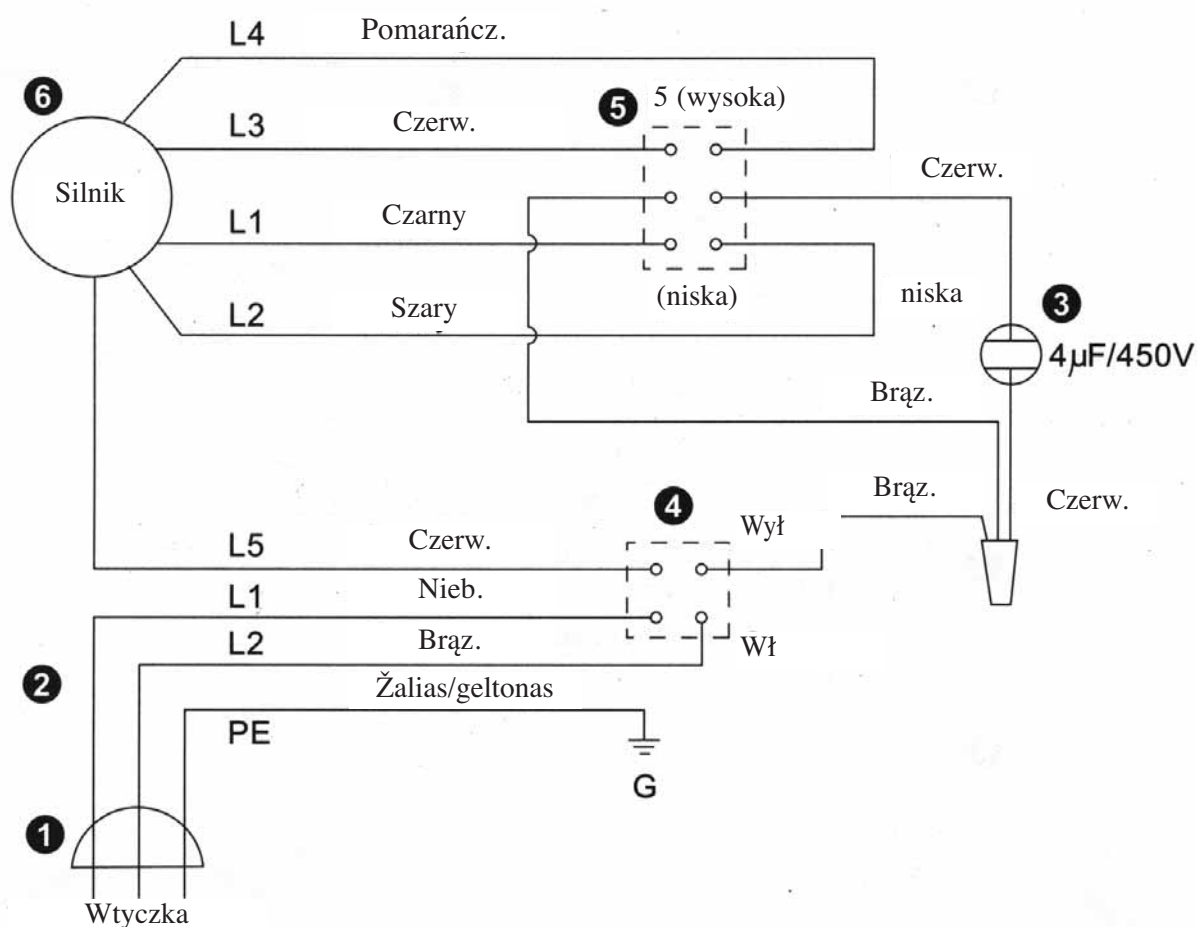 L4 Pomarańcz.
6
5 5 (wysoka)
L3 Czerw.
Czerw.
Silnik
L1 Czarny
(niska) niska
L2 Szary
3
4µF/450V
Brąz.
4
Brąz. Czerw.
Wył
L5 Czerw.
L1 Nieb.
L2 Brąz.
Wł
2
Žalias/geltonas
PE
G
1
Wtyczka